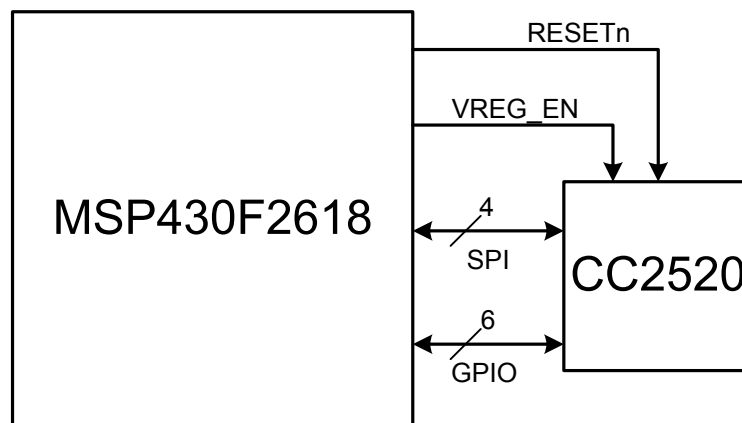 RESETn
VREG_EN
MSP430F2618
4
SPI
CC2520
6
GPIO